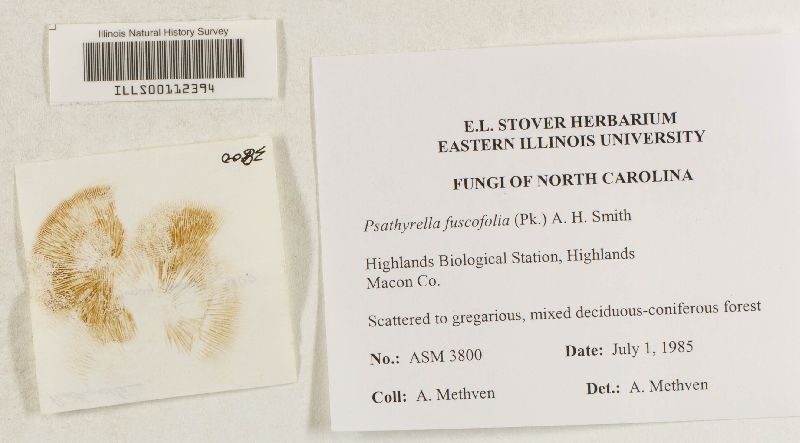 Illinois Natural History Survey
ILLS00112394
E.L. STOVER HERBARIUM
EASTERN ILLINOIS UNIVERSITY
FUNGI OF NORTH CAROLINA
Psathyrella fuscofolia (Pk.) A. H. Smith
Highlands Biological Station, Highlands
Macon Co.
Scattered to gregarious, mixed deciduous-coniferous forest
No.: ASM 3800
Date: July 1, 1985
Coll: A. Methven
Det.: A. Methven